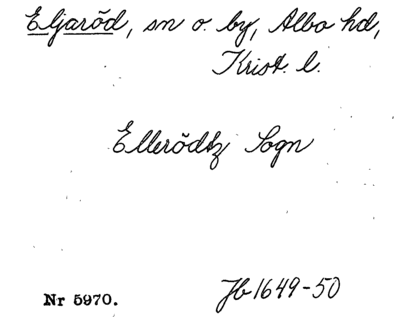 Eljaröd, sn o. by, Albo hd,
Krist. l.
Ellerödtz Sogn
Nr 5970.
Jb 1649-50